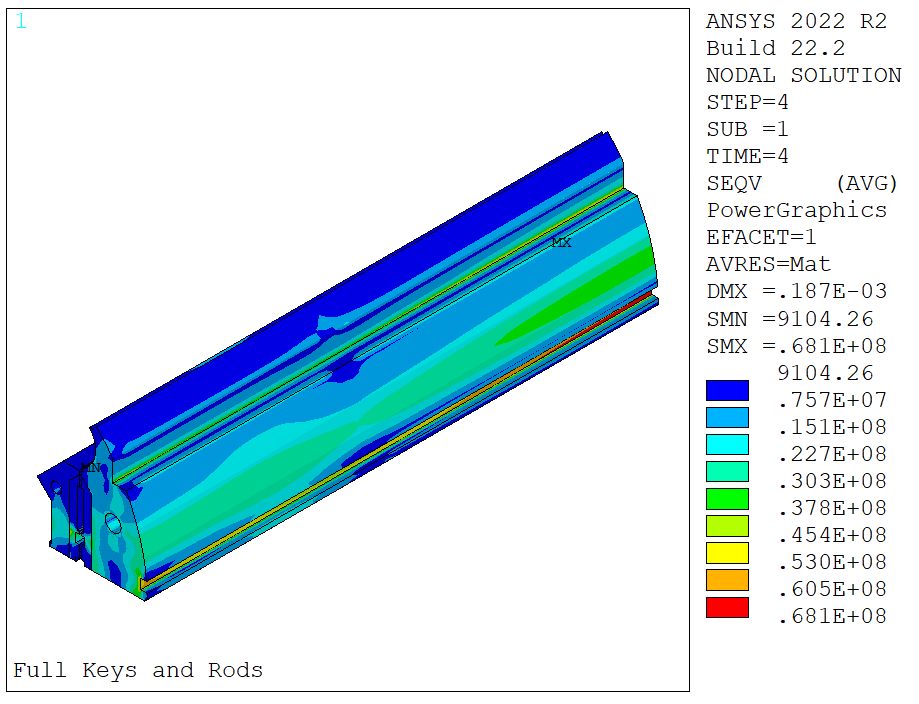 1
ANSYS 2022 R2
Build 22.2
NODAL SOLUTION
STEP=4
SUB =1
TIME=4
SEQV (AVG)
PowerGraphics
EFACET=1
AVRES=Mat
DMX =.187E-03
SMN =9104.26
SMX =.681E+08
9104.26
.757E+07
.151E+08
.227E+08
.303E+08
.378E+08
.454E+08
.530E+08
.605E+08
.681E+08
MX
MN
Full Keys and Rods